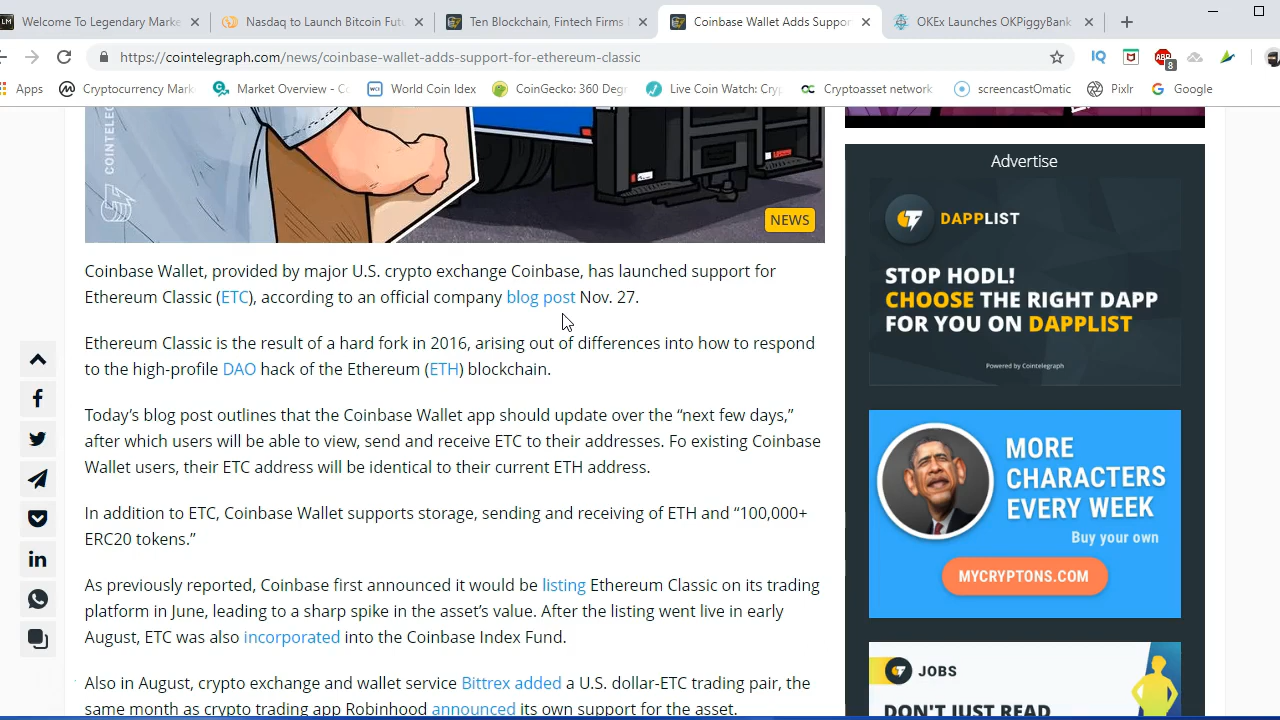 Welcome To Legendary Marke
Nasdaq to Launch Bitcoin Futu
Ten Blockchain, Fintech Firms I
Coinbase Wallet Adds Suppor
OKEx Launches OKPiggyBank
https://cointelegraph.com/news/coinbase-wallet-adds-support-for-ethereum-classic
IQ
ABP
8
Apps
Cryptocurrency Mark
Market Overview - Co
World Coin Idex
CoinGecko: 360 Degr
Live Coin Watch: Cryp
Cryptoasset network
screencastOmatic
Pixlr
Google
COINTELEGRAPH
NEWS
Coinbase Wallet, provided by major U.S. crypto exchange Coinbase, has launched support for
Ethereum Classic (ETC), according to an official company blog post Nov. 27.
Ethereum Classic is the result of a hard fork in 2016, arising out of differences into how to respond
to the high-profile DAO hack of the Ethereum (ETH) blockchain.
Today's blog post outlines that the Coinbase Wallet app should update over the “next few days,”
after which users will be able to view, send and receive ETC to their addresses. Fo existing Coinbase
Wallet users, their ETC address will be identical to their current ETH address.
In addition to ETC, Coinbase Wallet supports storage, sending and receiving of ETH and “100,000+
ERC20 tokens.”
As previously reported, Coinbase first announced it would be listing Ethereum Classic on its trading
platform in June, leading to a sharp spike in the asset’s value. After the listing went live in early
August, ETC was also incorporated into the Coinbase Index Fund.
Also in August, crypto exchange and wallet service Bittrex added a U.S. dollar-ETC trading pair, the
same month as crypto trading app Robinhood announced its own support for the asset.
Advertise
DAPPLIST
STOP HODL!
CHOOSE THE RIGHT DAPP
FOR YOU ON DAPPLIST
Powered by Cointelegraph
MORE
CHARACTERS
EVERY WEEK
Buy your own
MYCRYPTONS.COM
JOBS
DON'T JUST READ